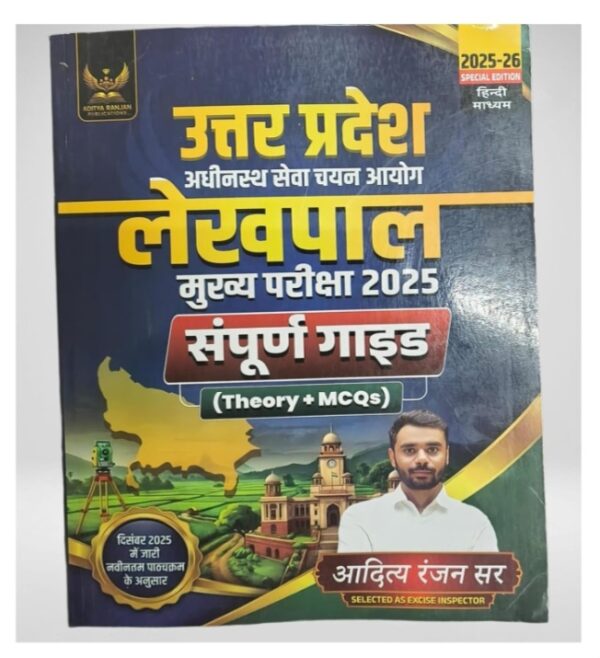 ADITYA RANJAN
PUBLICATIONS
2025-26
SPECIAL EDITION
हिन्दी
माध्यम
उत्तर प्रदेश
अधीनस्थ सेवा चयन आयोग
लेखपाल
मुख्य परीक्षा 2025
संपूर्ण गाइड
(Theory + MCQs)
दिसंबर 2025
में जारी
नवीनतम पाठ्यक्रम
के अनुसार
आदित्य रंजन सर
SELECTED AS EXCISE INSPECTOR